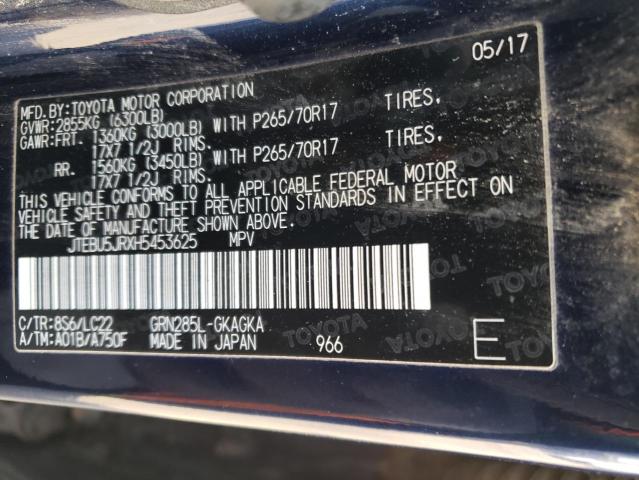 05/17
MFD.BY:TOYOTA MOTOR CORPORATION
GVWR:2855KG (6300LB)
GAWR:FRT. 1360KG (3000LB) WITH P265/70R17 TIRES,
17X7 1/2J RIMS.
RR. 1560KG (3450LB) WITH P265/70R17 TIRES,
17X7 1/2J RIMS.
THIS VEHICLE CONFORMS TO ALL APPLICABLE FEDERAL MOTOR
VEHICLE SAFETY AND THEFT PREVENTION STANDARDS IN EFFECT ON
THE DATE OF MANUFACTURE SHOWN ABOVE.
JTEBU5JRXH5453625 MPV
C/TR:8S6/LC22 GRN285L-GKAGKA
A/TM:A01B/A750F MADE IN JAPAN 966
E